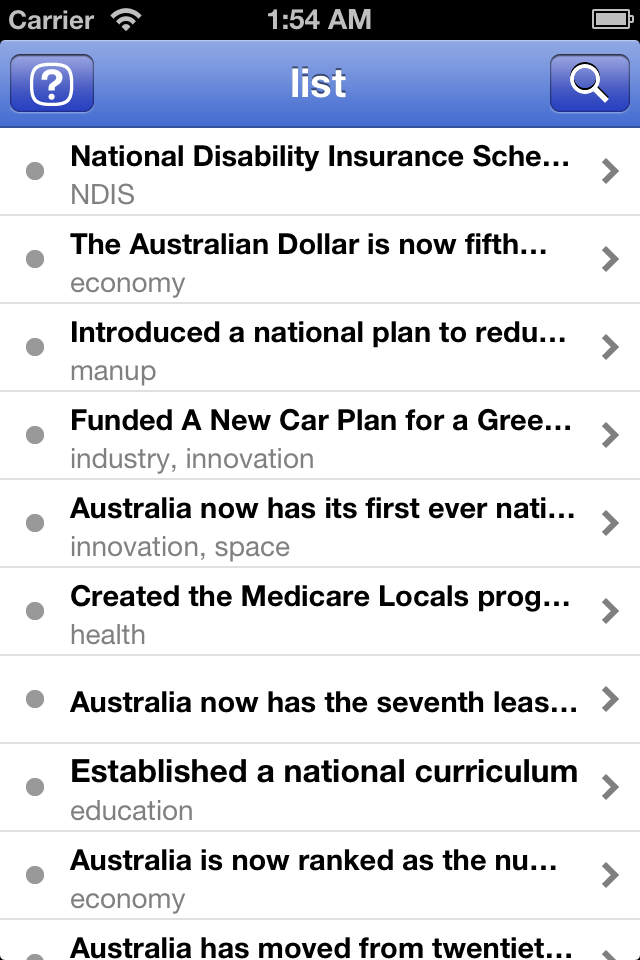 Carrier 1:54 AM
list
National Disability Insurance Sche...
NDIS
The Australian Dollar is now fifth...
economy
Introduced a national plan to redu...
manup
Funded A New Car Plan for a Gree...
industry, innovation
Australia now has its first ever nati...
innovation, space
Created the Medicare Locals prog...
health
Australia now has the seventh leas...
Established a national curriculum
education
Australia is now ranked as the nu...
economy
Australia has moved from twentiet...